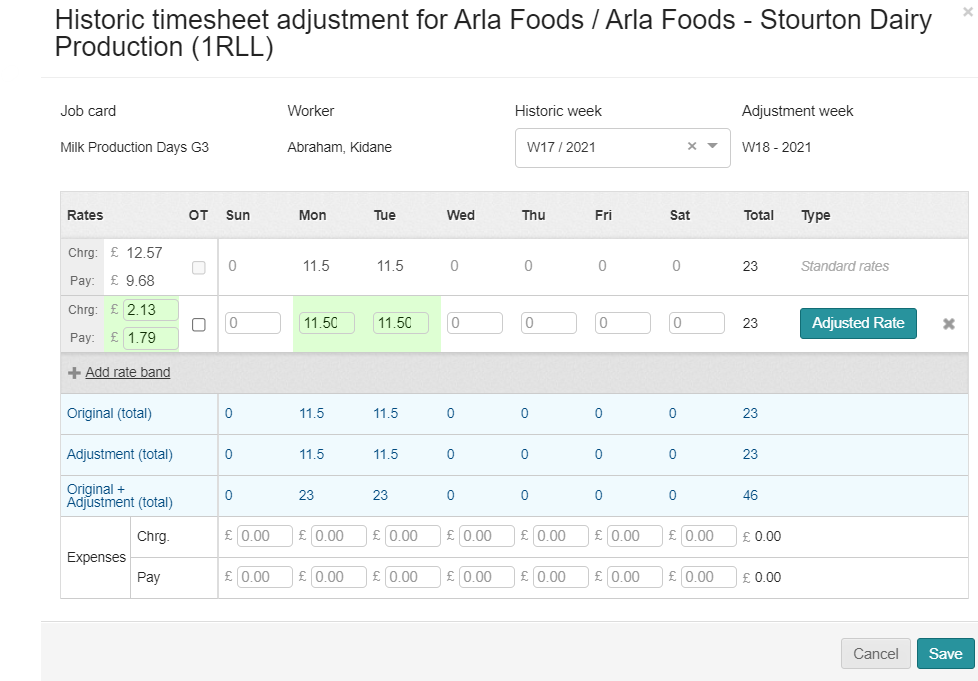 Historic timesheet adjustment for Arla Foods / Arla Foods - Stourton Dairy
Production (1RLL)
×
Job card Worker Historic week Adjustment week
Milk Production Days G3 Abraham, Kidane W17 / 2021 × W18 - 2021
Rates OT Sun Mon Tue Wed Thu Fri Sat Total Type
Chrg: £ 12.57
0 11.5 11.5 0 0 0 0 23 Standard rates
Pay: £ 9.68
Chrg: £ 2.13
0 11.50 11.50 0 0 0 0 23 Adjusted Rate ×
Pay: £ 1.79
+ Add rate band
Original (total) 0 11.5 11.5 0 0 0 0 23
Adjustment (total) 0 11.5 11.5 0 0 0 0 23
Original +
Adjustment (total) 0 23 23 0 0 0 0 46
Expenses
Chrg. £ 0.00 £ 0.00 £ 0.00 £ 0.00 £ 0.00 £ 0.00 £ 0.00 £ 0.00
Pay £ 0.00 £ 0.00 £ 0.00 £ 0.00 £ 0.00 £ 0.00 £ 0.00 £ 0.00
Cancel Save